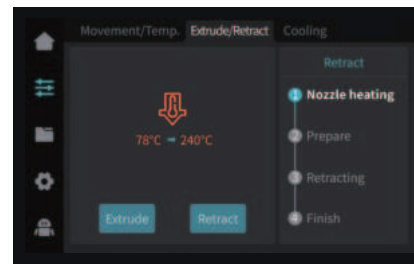 Movement/Temp. Extrude/Retract Cooling
Retract
1 Nozzle heating
78°C → 240°C
2 Prepare
3 Retracting
Extrude Retract
4 Finish